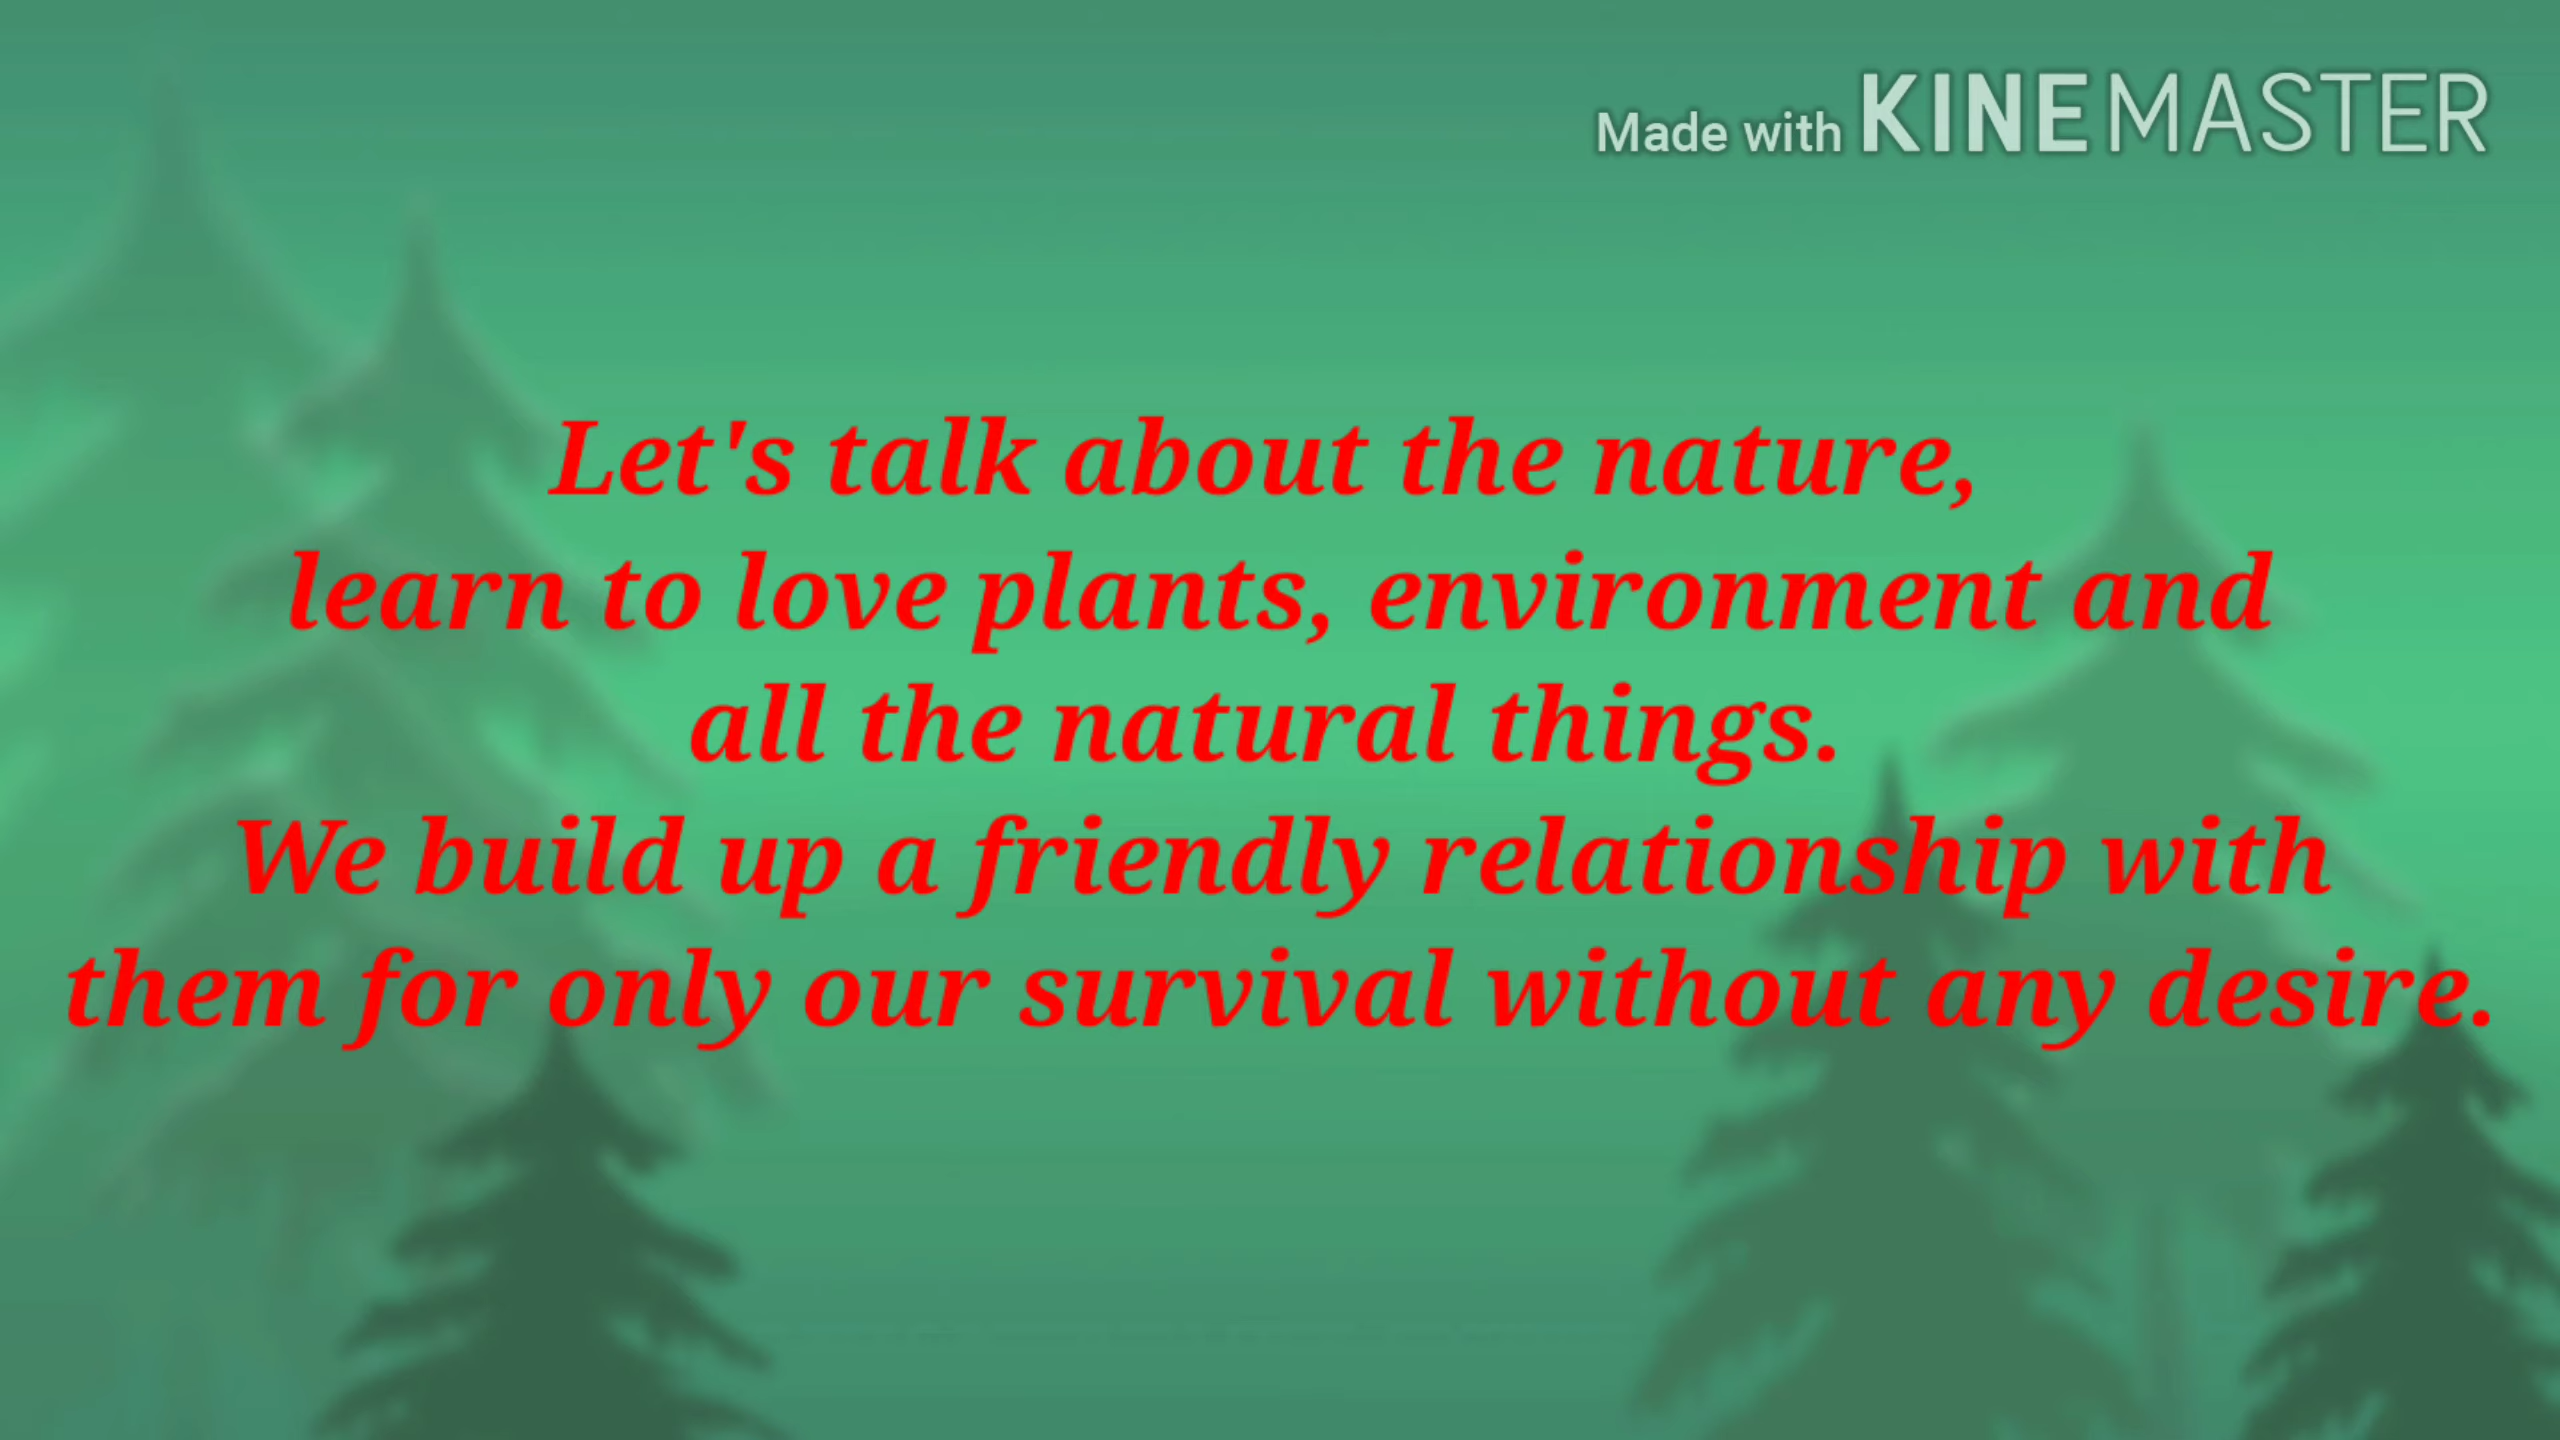 Made with KINEMASTER
Let's talk about the nature,
learn to love plants, environment and
all the natural things.
We build up a friendly relationship with
them for only our survival without any desire.